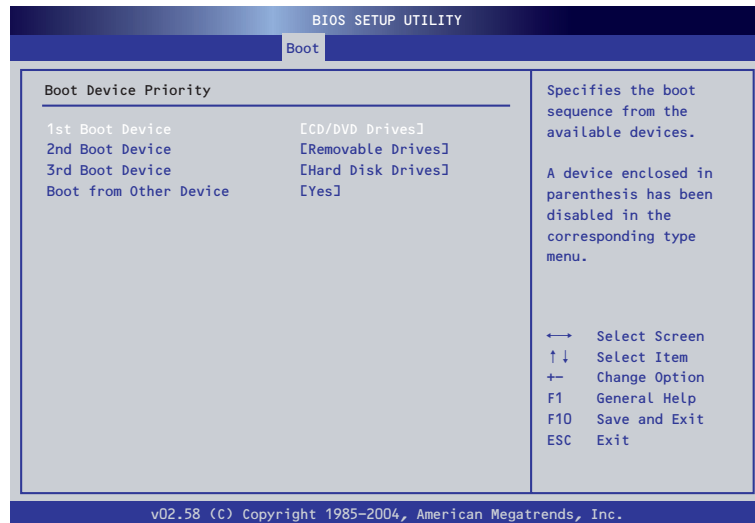 BIOS SETUP UTILITY
Boot
Boot Device Priority
1st Boot Device [CD/DVD Drives]
2nd Boot Device [Removable Drives]
3rd Boot Device [Hard Disk Drives]
Boot from Other Device [Yes]
Specifies the boot
sequence from the
available devices.
A device enclosed in
parenthesis has been
disabled in the
corresponding type
menu.
←→ Select Screen
↑↓ Select Item
+− Change Option
F1 General Help
F10 Save and Exit
ESC Exit
v02.58 (C) Copyright 1985−2004, American Megatrends, Inc.